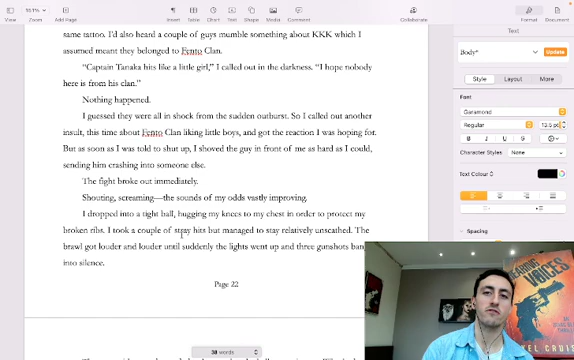 View Zoom Add Page Insert Table Chart Text Shape Media Comment Collaborate Format Document
same tattoo. I'd also heard a couple of guys mumble something about KKK which I
assumed meant they belonged to Fento Clan.
“Captain Tanaka hits like a little girl,” I called out in the darkness. “I hope nobody
here is from his clan.”
Nothing happened.
I guessed they were all in shock from the sudden outburst. So I called out another
insult, this time about Fento Clan liking little boys, and got the reaction I was hoping for.
But as soon as I was told to shut up, I shoved the guy in front of me as hard as I could,
sending him crashing into someone else.
The fight broke out immediately.
Shouting, screaming—the sounds of my odds vastly improving.
I dropped into a tight ball, hugging my knees to my chest in order to protect my
broken ribs. I took a couple of stray hits but managed to stay relatively unscathed. The
brawl got louder and louder until suddenly the lights went up and three gunshots
into silence.
Page 22
38 words
Text
Body*
Update
Style Layout More
Font
Garamond
Regular
13.5 pt
B I U S
Character Styles None
Text Colour
Spacing
HEARING
VOICES